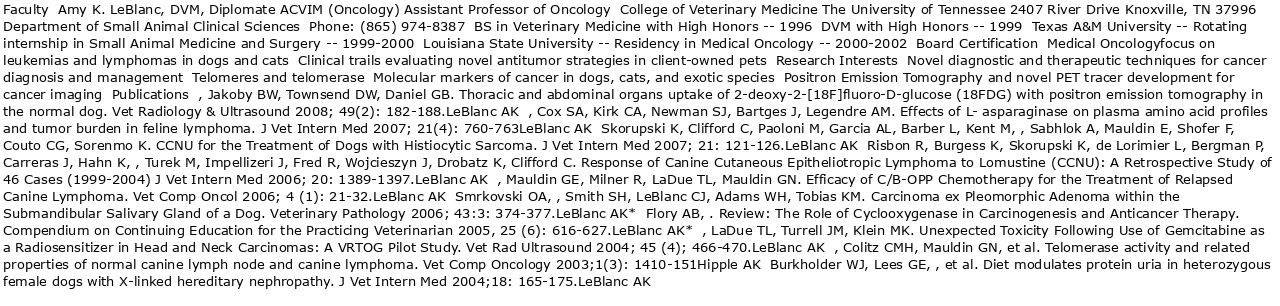 Faculty  Amy K. LeBlanc, DVM, Diplomate ACVIM (Oncology) Assistant Professor of Oncology  College of Veterinary Medicine The University of Tennessee 2407 River Drive Knoxville, TN 37996
Department of Small Animal Clinical Sciences  Phone: (865) 974-8387  BS in Veterinary Medicine with High Honors -- 1996  DVM with High Honors -- 1999  Texas A&M University -- Rotating
internship in Small Animal Medicine and Surgery -- 1999-2000  Louisiana State University -- Residency in Medical Oncology -- 2000-2002  Board Certification  Medical Oncologyfocus on
leukemias and lymphomas in dogs and cats  Clinical trails evaluating novel antitumor strategies in client-owned pets  Research Interests  Novel diagnostic and therapeutic techniques for cancer
diagnosis and management  Telomeres and telomerase  Molecular markers of cancer in dogs, cats, and exotic species  Positron Emission Tomography and novel PET tracer development for
cancer imaging  Publications  , Jakoby BW, Townsend DW, Daniel GB. Thoracic and abdominal organs uptake of 2-deoxy-2-[18F]fluoro-D-glucose (18FDG) with positron emission tomography in
the normal dog. Vet Radiology & Ultrasound 2008; 49(2): 182-188.LeBlanc AK  , Cox SA, Kirk CA, Newman SJ, Bartges J, Legendre AM. Effects of L- asparaginase on plasma amino acid profiles
and tumor burden in feline lymphoma. J Vet Intern Med 2007; 21(4): 760-763LeBlanc AK  Skorupski K, Clifford C, Paoloni M, Garcia AL, Barber L, Kent M, , Sabhlok A, Mauldin E, Shofer F,
Couto CG, Sorenmo K. CCNU for the Treatment of Dogs with Histiocytic Sarcoma. J Vet Intern Med 2007; 21: 121-126.LeBlanc AK  Risbon R, Burgess K, Skorupski K, de Lorimier L, Bergman P,
Carreras J, Hahn K, , Turek M, Impellizeri J, Fred R, Wojcieszyn J, Drobatz K, Clifford C. Response of Canine Cutaneous Epitheliotropic Lymphoma to Lomustine (CCNU): A Retrospective Study of
46 Cases (1999-2004) J Vet Intern Med 2006; 20: 1389-1397.LeBlanc AK  , Mauldin GE, Milner R, LaDue TL, Mauldin GN. Efficacy of C/B-OPP Chemotherapy for the Treatment of Relapsed
Canine Lymphoma. Vet Comp Oncol 2006; 4 (1): 21-32.LeBlanc AK  Smrkovski OA, , Smith SH, LeBlanc CJ, Adams WH, Tobias KM. Carcinoma ex Pleomorphic Adenoma within the
Submandibular Salivary Gland of a Dog. Veterinary Pathology 2006; 43:3: 374-377.LeBlanc AK*  Flory AB, . Review: The Role of Cyclooxygenase in Carcinogenesis and Anticancer Therapy.
Compendium on Continuing Education for the Practicing Veterinarian 2005, 25 (6): 616-627.LeBlanc AK*  , LaDue TL, Turrell JM, Klein MK. Unexpected Toxicity Following Use of Gemcitabine as
a Radiosensitizer in Head and Neck Carcinomas: A VRTOG Pilot Study. Vet Rad Ultrasound 2004; 45 (4); 466-470.LeBlanc AK  , Colitz CMH, Mauldin GN, et al. Telomerase activity and related
properties of normal canine lymph node and canine lymphoma. Vet Comp Oncology 2003;1(3): 1410-151Hipple AK  Burkholder WJ, Lees GE, , et al. Diet modulates protein uria in heterozygous
female dogs with X-linked hereditary nephropathy. J Vet Intern Med 2004;18: 165-175.LeBlanc AK